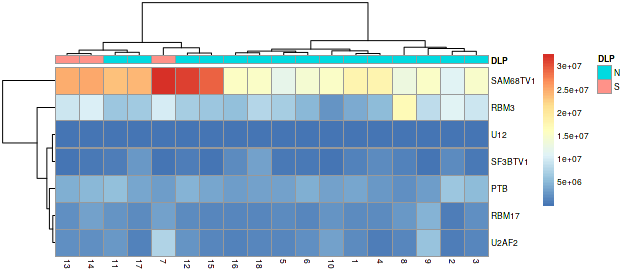 DLP
DLP
SAM68TV1
N
S
RBM3
U12
SF3BTV1
PTB
RBM17
U2AF2
3e+07
2.5e+07
2e+07
1.5e+07
1e+07
5e+06
13 14 11 17 7 12 15 16 18 5 6 10 1 4 8 9 2 3